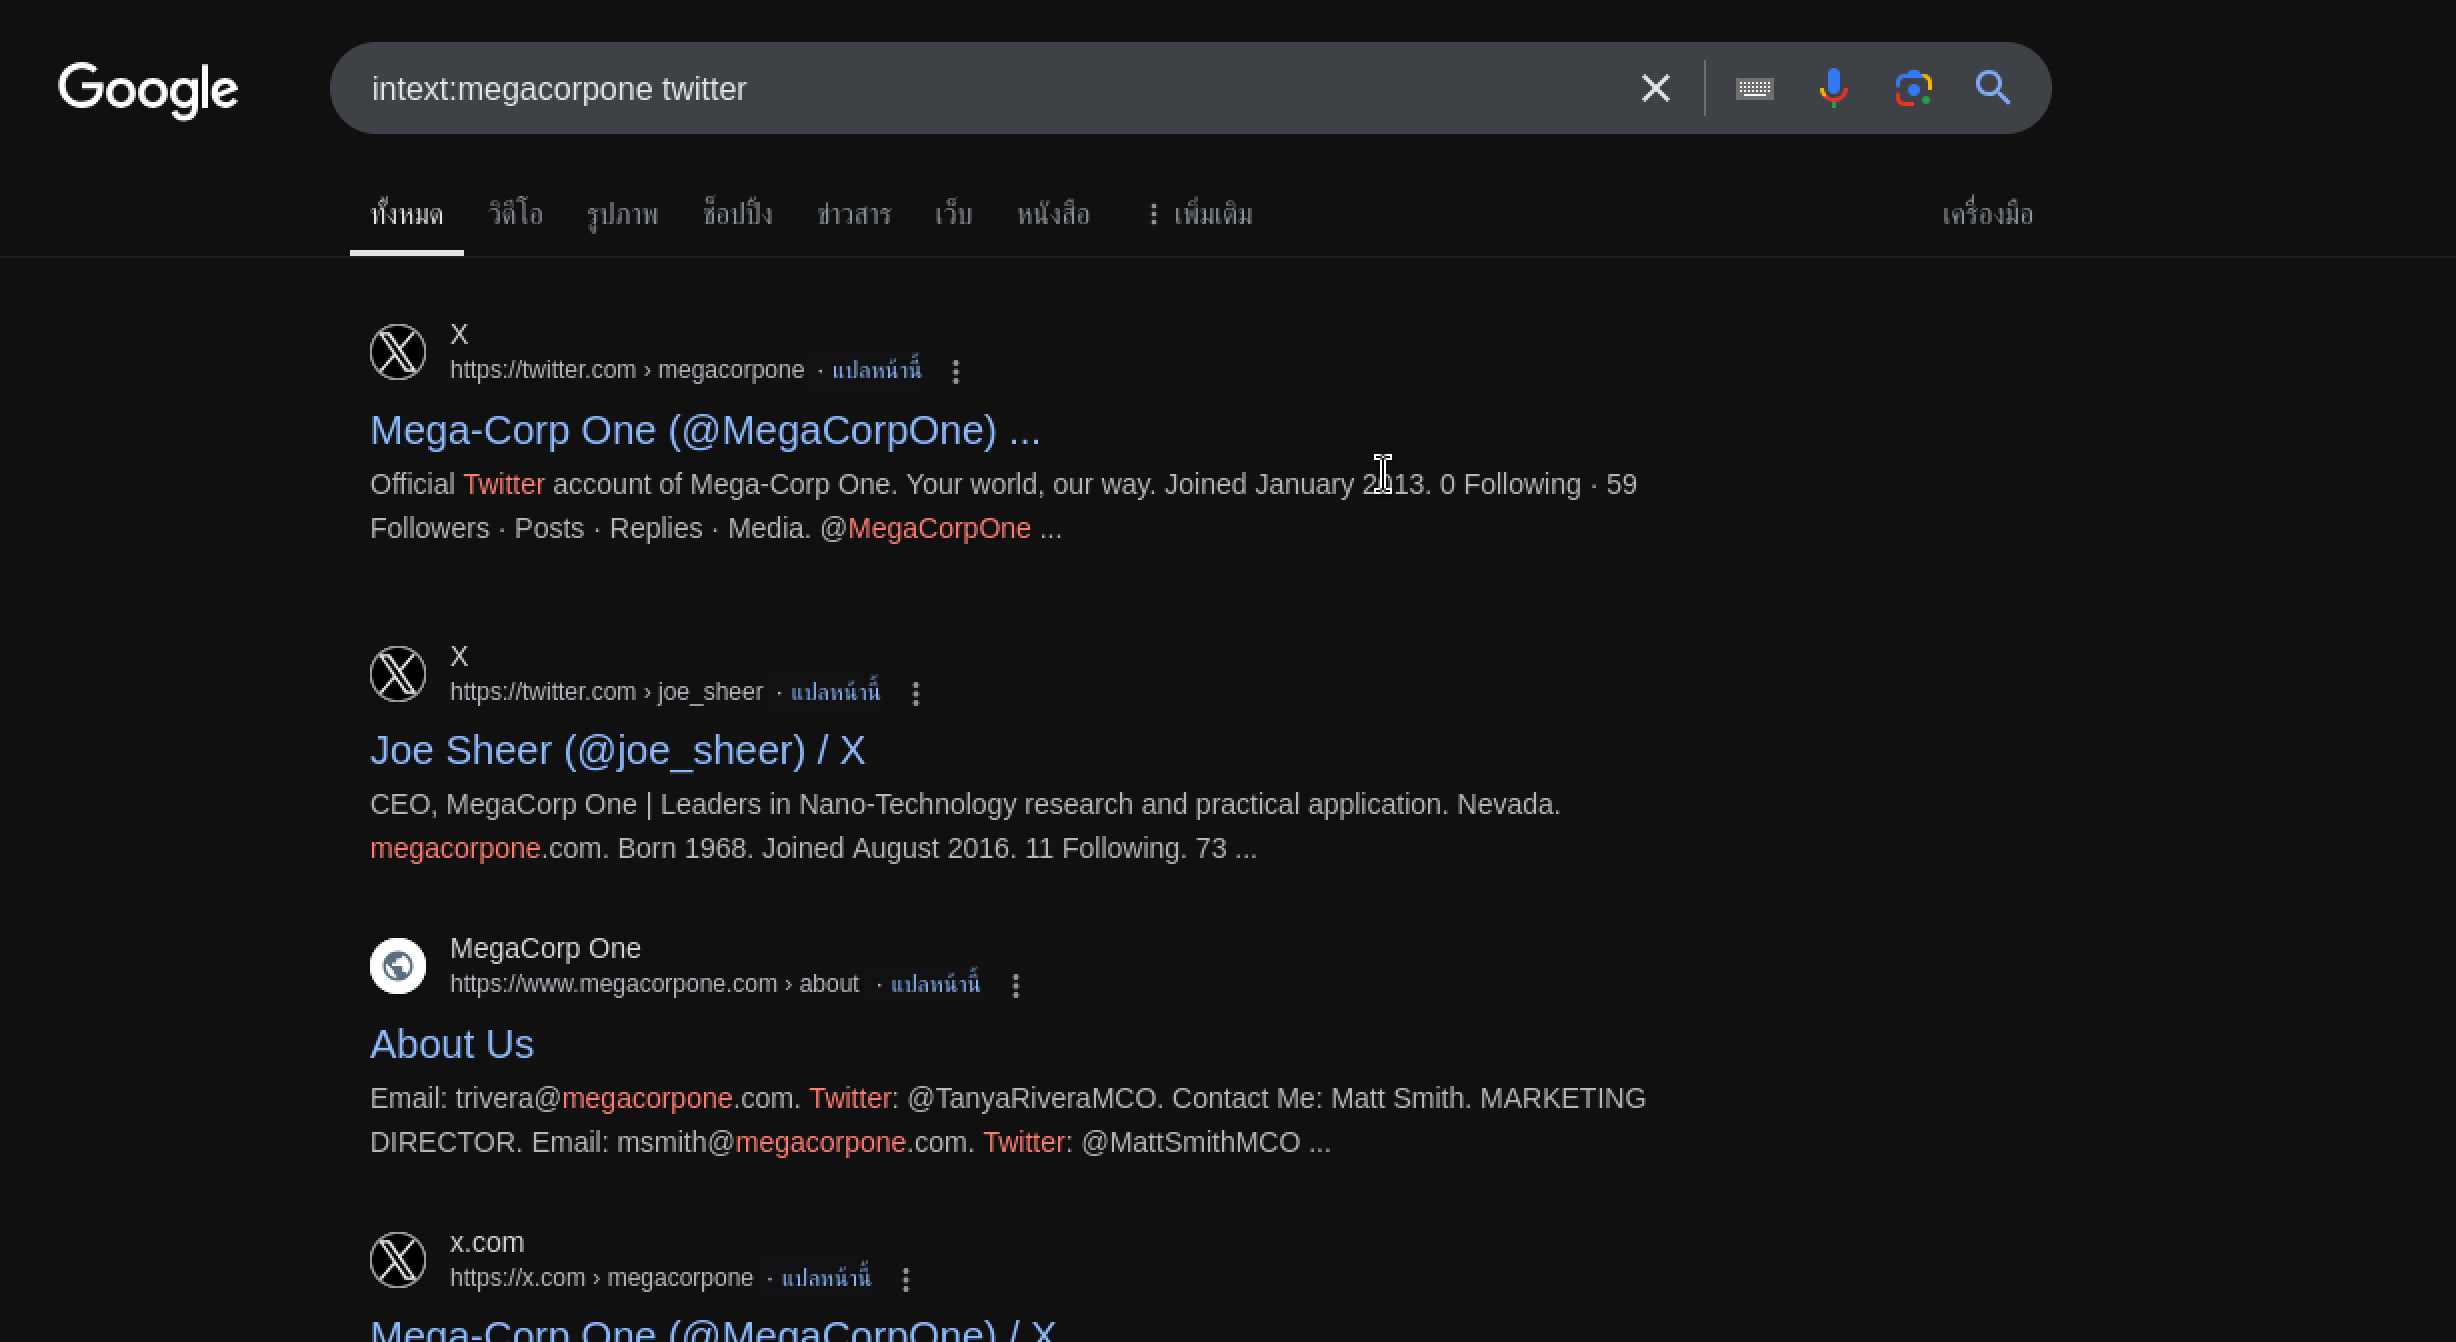 Google
intext:megacorpone twitter
ทั้งหมด วิดีโอ รูปภาพ ช็อปปิ้ง ข่าวสาร เว็บ หนังสือ ⋮ เพิ่มเติม เครื่องมือ
X
https://twitter.com › megacorpone · แปลหน้านี้
Mega-Corp One (@MegaCorpOne) ...
Official Twitter account of Mega-Corp One. Your world, our way. Joined January 2013. 0 Following · 59
Followers · Posts · Replies · Media. @MegaCorpOne ...
X
https://twitter.com › joe_sheer · แปลหน้านี้
Joe Sheer (@joe_sheer) / X
CEO, MegaCorp One | Leaders in Nano-Technology research and practical application. Nevada.
megacorpone.com. Born 1968. Joined August 2016. 11 Following. 73 ...
MegaCorp One
https://www.megacorpone.com › about · แปลหน้านี้
About Us
Email: trivera@megacorpone.com. Twitter: @TanyaRiveraMCO. Contact Me: Matt Smith. MARKETING
DIRECTOR. Email: msmith@megacorpone.com. Twitter: @MattSmithMCO ...
x.com
https://x.com › megacorpone · แปลหน้านี้
Mega-Corp One (@MegaCorpOne) / X